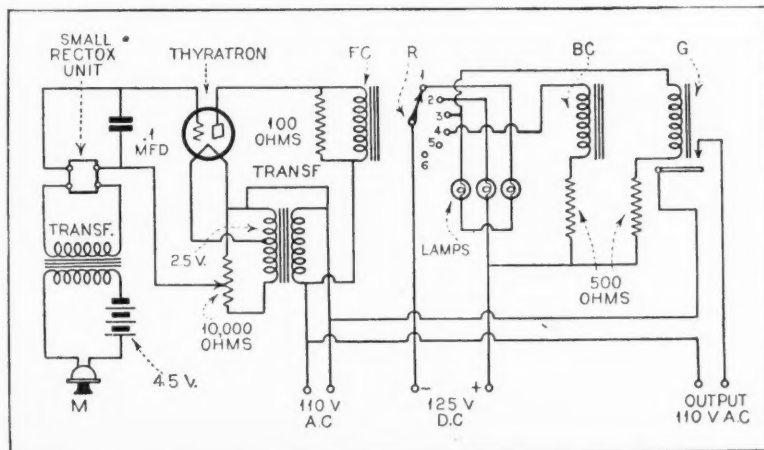 SMALL
RECTOX
UNIT
THYRATRON
FC
R
BC
G
1
2
3
4
5
6
100
OHMS
.1
MFD
TRANSF
TRANSF.
2.5 V.
LAMPS
500
OHMS
10,000
OHMS
4.5 V.
M
110 V
A.C
-
125 V
D.C
+
OUTPUT
110 V A.C